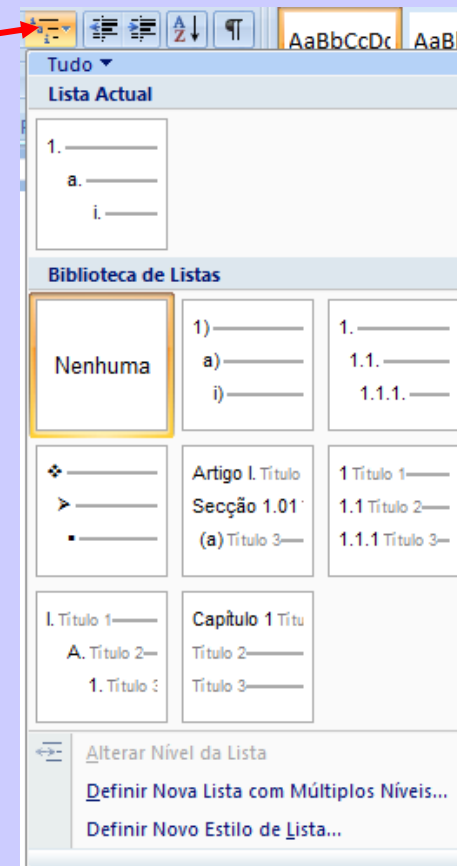 AaBbCcDc AaB
Tudo
Lista Actual
1.
a.
i.
Biblioteca de Listas
Nenhuma
1)
a)
i)
1.
1.1.
1.1.1.
Artigo I. Título
Secção 1.01
(a) Título 3
1 Título 1
1.1 Título 2
1.1.1 Título 3
I. Título 1
A. Título 2
1. Título 3
Capítulo 1 Títu
Título 2
Título 3
Alterar Nível da Lista
Definir Nova Lista com Múltiplos Níveis...
Definir Novo Estilo de Lista...